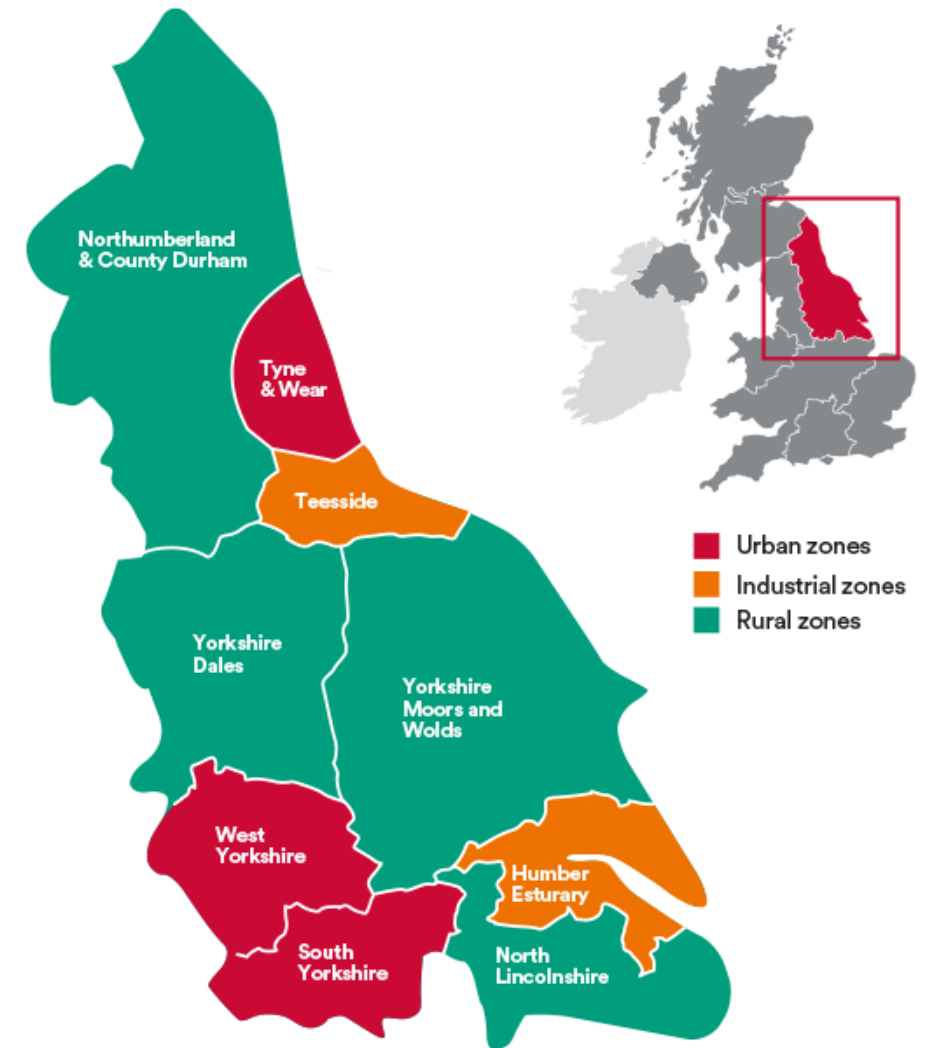 Northumberland
& County Durham
Tyne
& Wear
Teesside
Urban zones
Industrial zones
Rural zones
Yorkshire
Dales
Yorkshire
Moors and
Wolds
West
Yorkshire
Humber
Esturary
South
Yorkshire
North
Lincolnshire